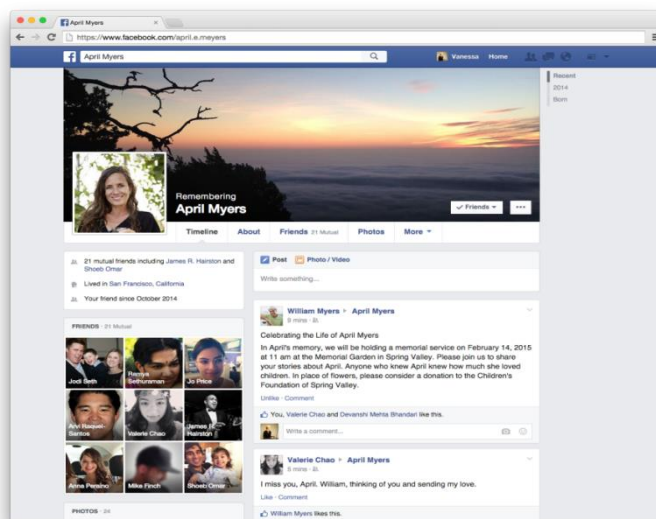 April Myers
https://www.facebook.com/april.e.meyers
April Myers
Vanessa Home
Recent
2014
Born
Remembering
April Myers
Friends
Timeline About Friends 21 Mutual Photos More
21 mutual friends including James R. Hairston and
Shoeb Omar
Lived in San Francisco, California
Your friend since October 2014
Post Photo / Video
Write something...
William Myers ▸ April Myers
8 mins
Celebrating the Life of April Myers
In April's memory, we will be holding a memorial service on February 14, 2015
at 11 am at the Memorial Garden in Spring Valley. Please join us to share
your stories about April. Anyone who knew April knew how much she loved
children. In place of flowers, please consider a donation to the Children's
Foundation of Spring Valley.
Unlike · Comment
You, Valerie Chao and Devanshi Mehta Bhandari like this.
Write a comment...
FRIENDS · 21 Mutual
Jodi Seth
Ramya
Sethuraman
Jo Price
Raquel
Santos
Valerie Chao
James R.
Hairston
Anna Persino
Mike Finch
Shoeb Omar
Valerie Chao ▸ April Myers
8 mins
I miss you, April. William, thinking of you and sending my love.
Like · Comment
William Myers likes this.
PHOTOS · 24